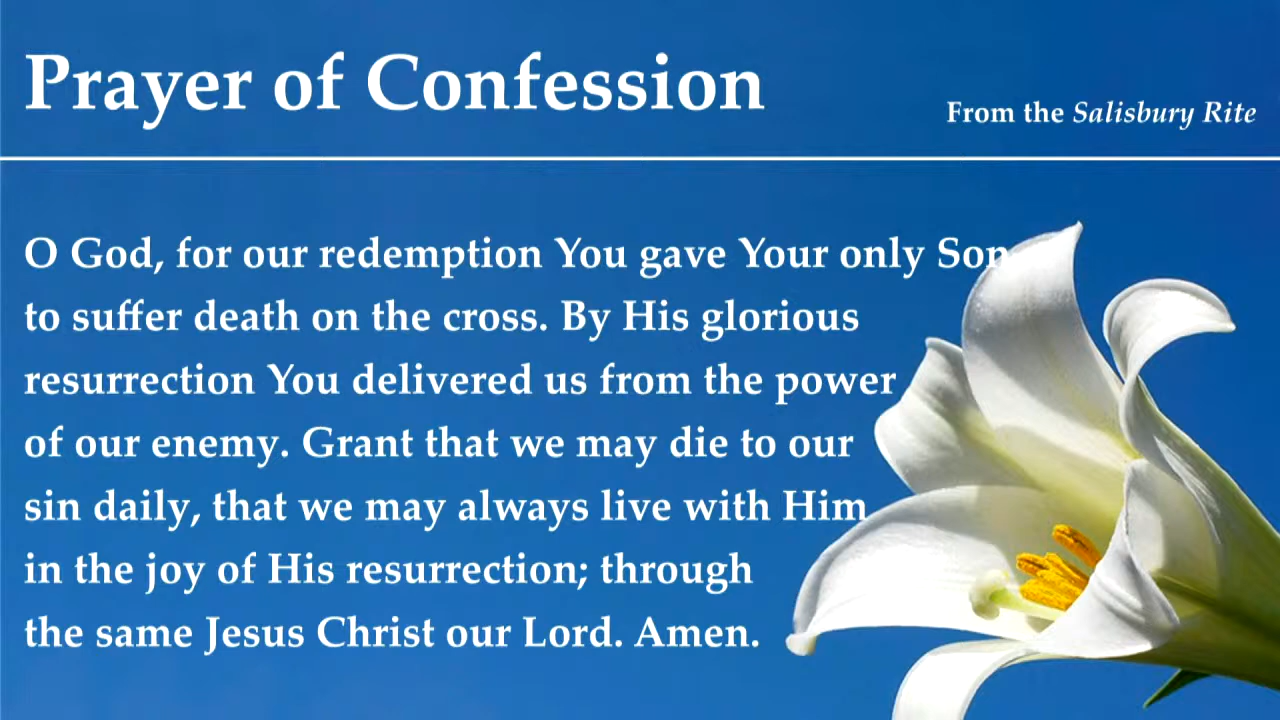 Prayer of Confession
From the Salisbury Rite
O God, for our redemption You gave Your only Son
to suffer death on the cross. By His glorious
resurrection You delivered us from the power
of our enemy. Grant that we may die to our
sin daily, that we may always live with Him
in the joy of His resurrection; through
the same Jesus Christ our Lord. Amen.